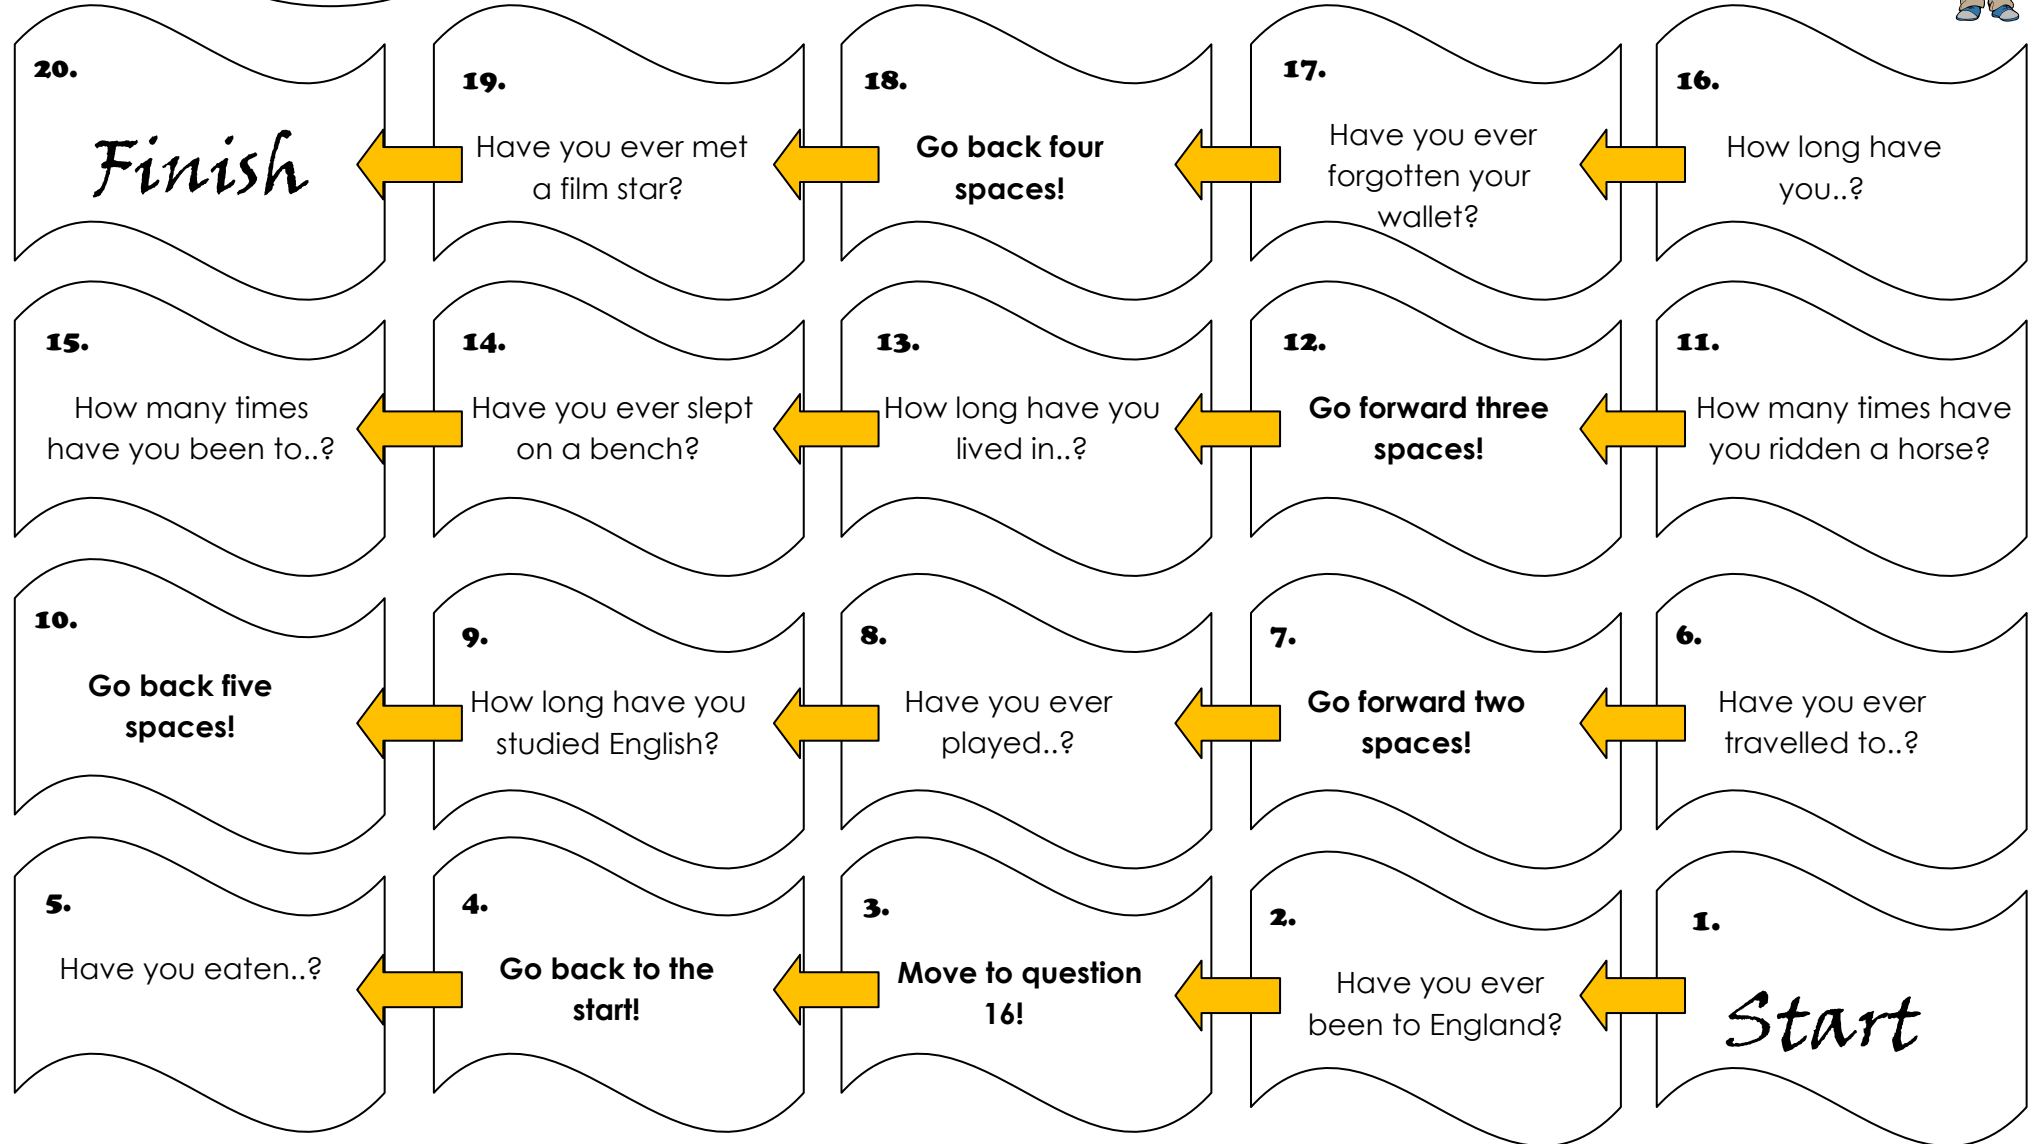 20.
Finish
19.
Have you ever met
a film star?
18.
Go back four
spaces!
17.
Have you ever
forgotten your
wallet?
16.
How long have
you..?
15.
How many times
have you been to..?
14.
Have you ever slept
on a bench?
13.
How long have you
lived in..?
12.
Go forward three
spaces!
11.
How many times have
you ridden a horse?
10.
Go back five
spaces!
9.
How long have you
studied English?
8.
Have you ever
played..?
7.
Go forward two
spaces!
6.
Have you ever
travelled to..?
5.
Have you eaten..?
4.
Go back to the
start!
3.
Move to question
16!
2.
Have you ever
been to England?
1.
Start